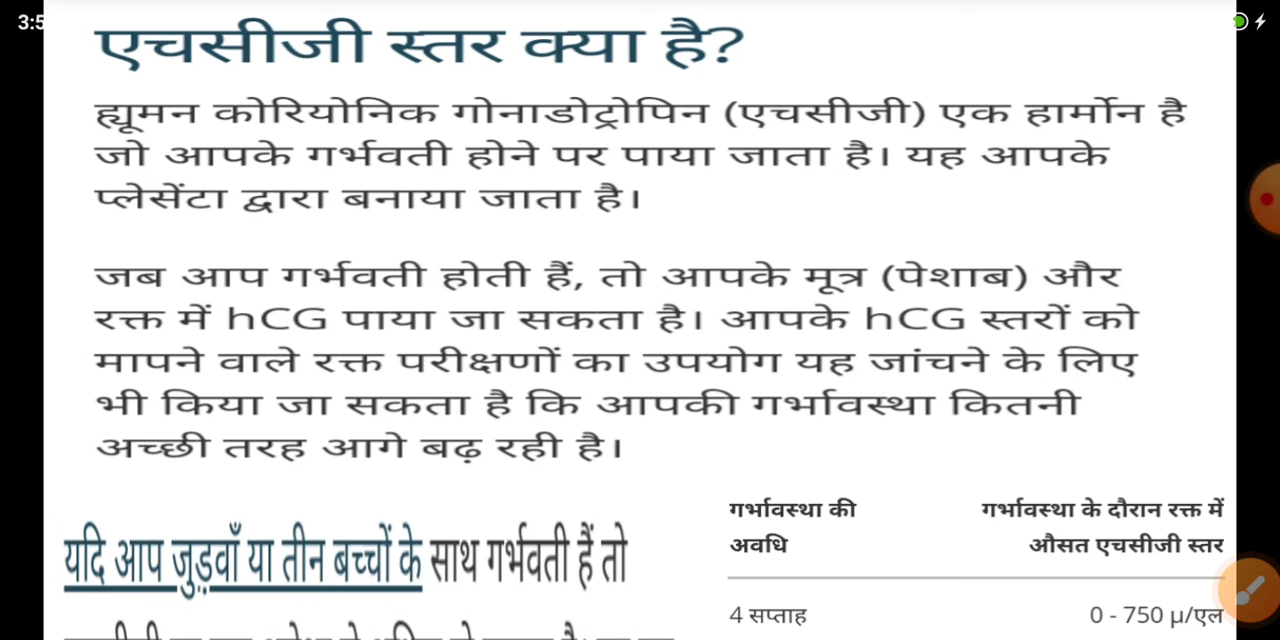 3:5
एचसीजी स्तर क्या है?
ह्यूमन कोरियोनिक गोनाडोट्रोपिन (एचसीजी) एक हार्मोन है
जो आपके गर्भवती होने पर पाया जाता है। यह आपके
प्लेसेंटा द्वारा बनाया जाता है।
जब आप गर्भवती होती हैं, तो आपके मूत्र (पेशाब) और
रक्त में hCG पाया जा सकता है। आपके hCG स्तरों को
मापने वाले रक्त परीक्षणों का उपयोग यह जांचने के लिए
भी किया जा सकता है कि आपकी गर्भावस्था कितनी
अच्छी तरह आगे बढ़ रही है।
यदि आप जुड़वाँ या तीन बच्चों के साथ गर्भवती हैं तो
गर्भावस्था की
अवधि
गर्भावस्था के दौरान रक्त में
औसत एचसीजी स्तर
4 सप्ताह
0 - 750 μ/एल